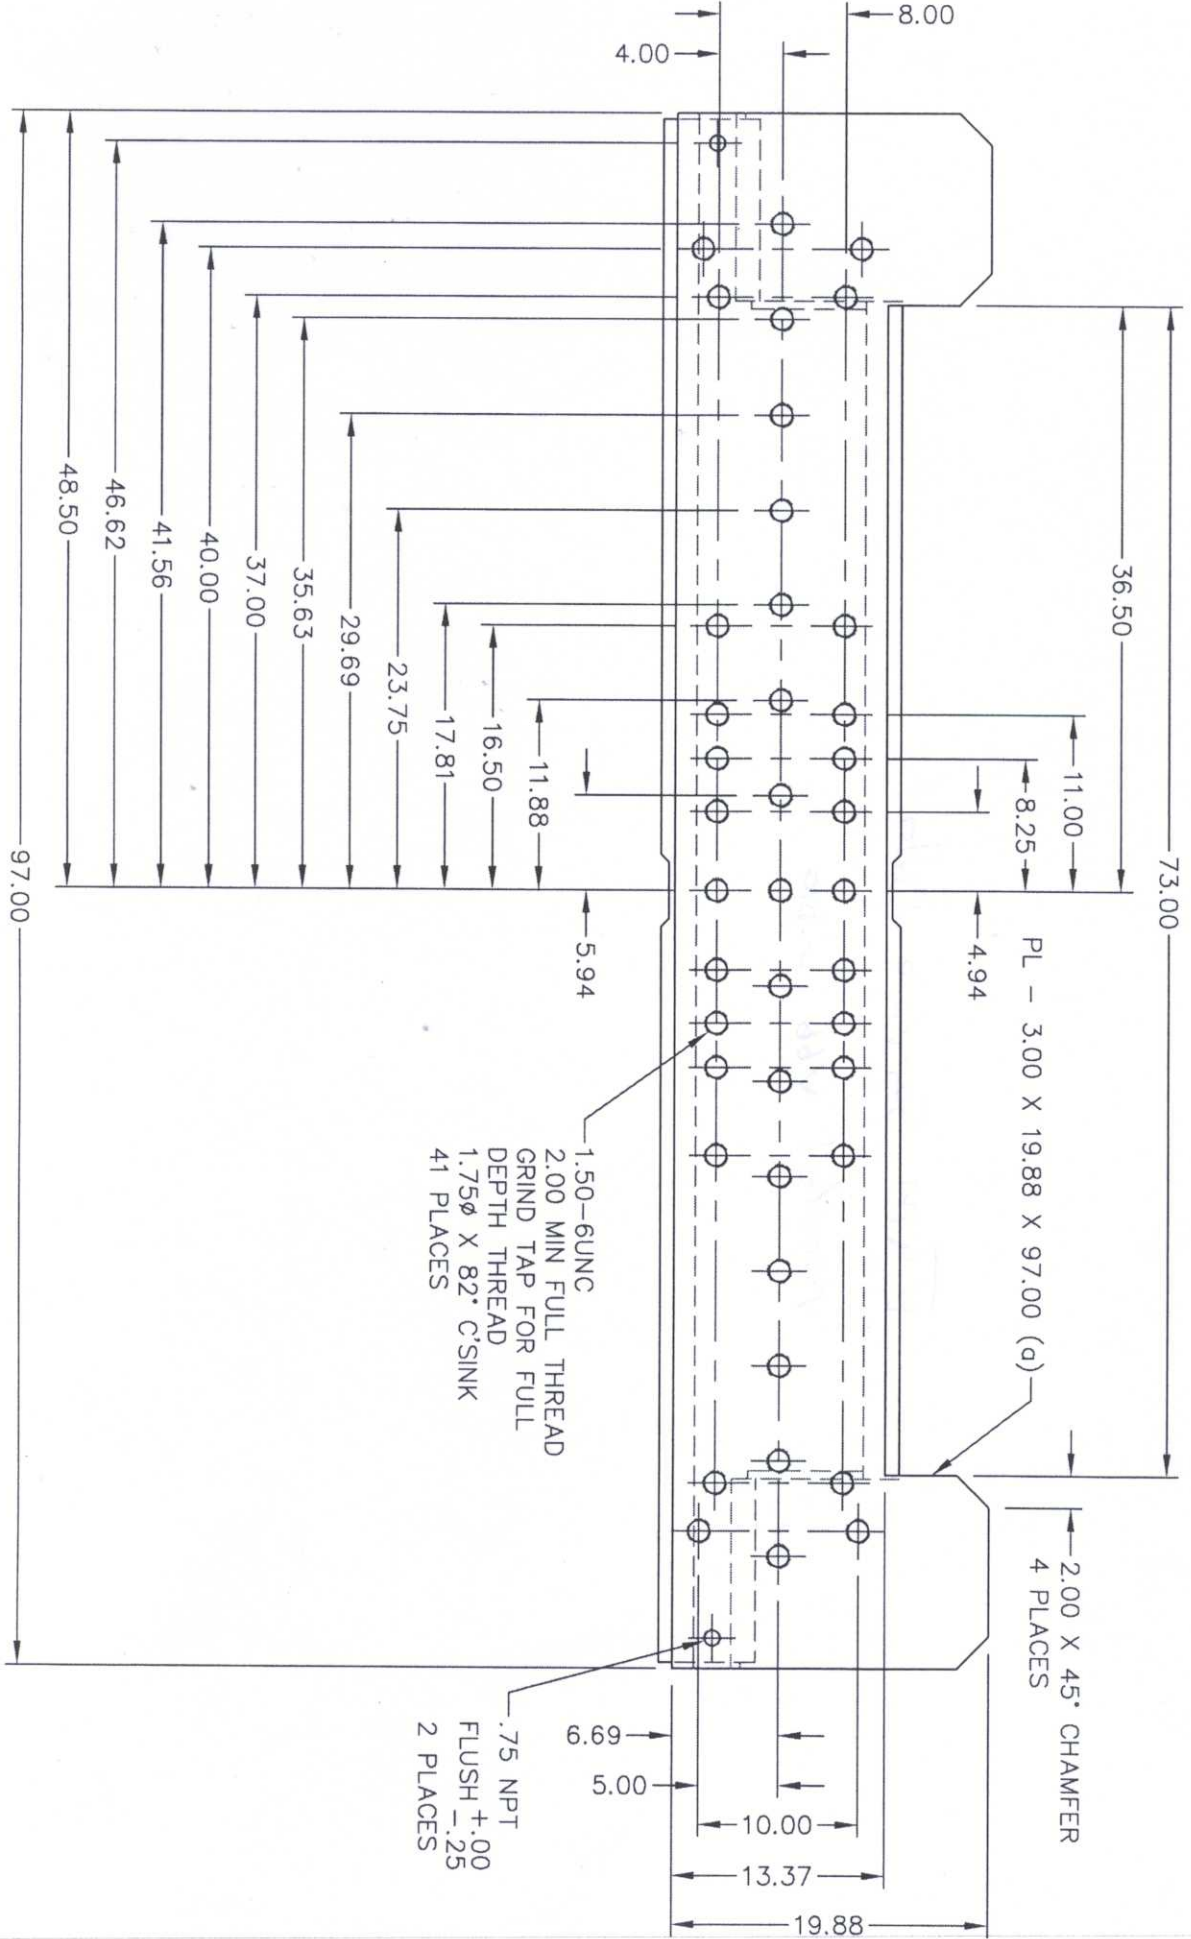 8.00
4.00
36.50
73.00
11.00
8.25
4.94
PL - 3.00 X 19.88 X 97.00 (a)
2.00 X 45° CHAMFER
4 PLACES
5.94
11.88
16.50
17.81
23.75
29.69
35.63
37.00
40.00
41.56
46.62
48.50
97.00
1.50-6UNC
2.00 MIN FULL THREAD
GRIND TAP FOR FULL
DEPTH THREAD
1.75ø X 82° C'SINK
41 PLACES
.75 NPT
FLUSH +.00
-.25
2 PLACES
6.69
5.00
10.00
13.37
19.88